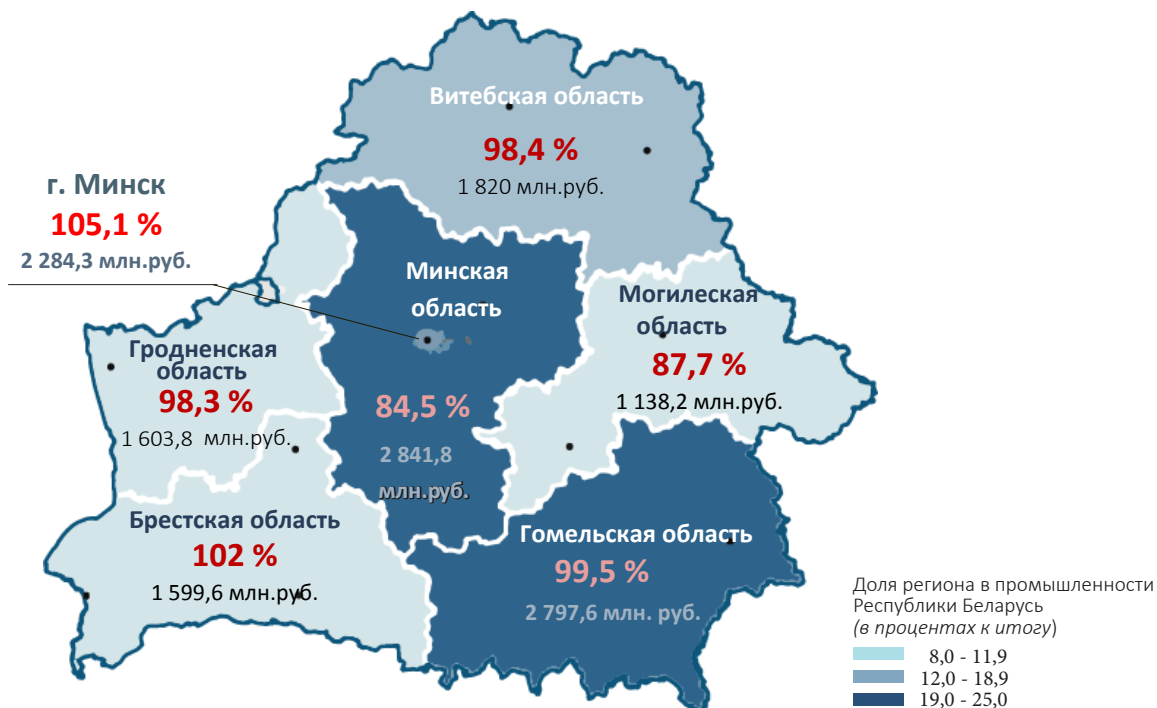 Витебская область
98,4 %
1 820 млн.руб.
г. Минск
105,1 %
2 284,3 млн.руб.
Минская
область
84,5 %
2 841,8
млн.руб.
Могилеская
область
87,7 %
1 138,2 млн.руб.
Гродненская
область
98,3 %
1 603,8 млн.руб.
Брестская область
102 %
1 599,6 млн.руб.
Гомельская область
99,5 %
2 797,6 млн. руб.
Доля региона в промышленности
Республики Беларусь
(в процентах к итогу)
8,0 - 11,9
12,0 - 18,9
19,0 - 25,0